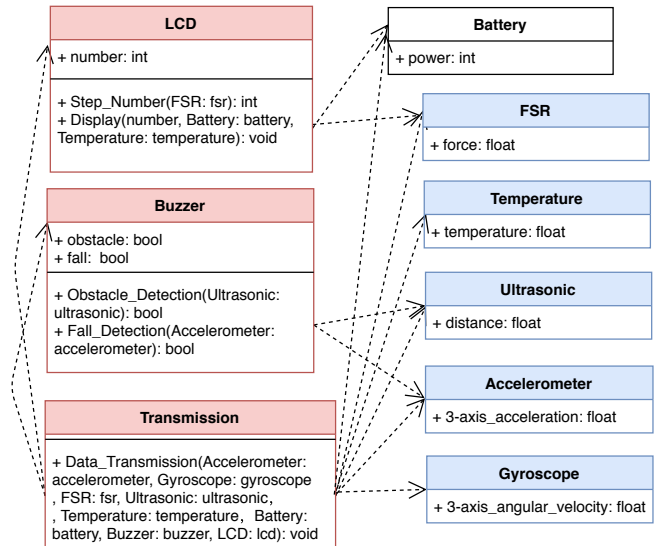 LCD
+ number: int
+ Step_Number(FSR: fsr): int
+ Display(number, Battery: battery,
Temperature: temperature): void
Buzzer
+ obstacle: bool
+ fall:  bool
+ Obstacle_Detection(Ultrasonic:
ultrasonic): bool
+ Fall_Detection(Accelerometer:
accelerometer): bool
Transmission
+ Data_Transmission(Accelerometer:
accelerometer, Gyroscope: gyroscope
, FSR: fsr, Ultrasonic: ultrasonic,
, Temperature: temperature,  Battery:
battery, Buzzer: buzzer, LCD: lcd): void
Battery
+ power: int
FSR
+ force: float
Temperature
+ temperature: float
Ultrasonic
+ distance: float
Accelerometer
+ 3-axis_acceleration: float
Gyroscope
+ 3-axis_angular_velocity: float